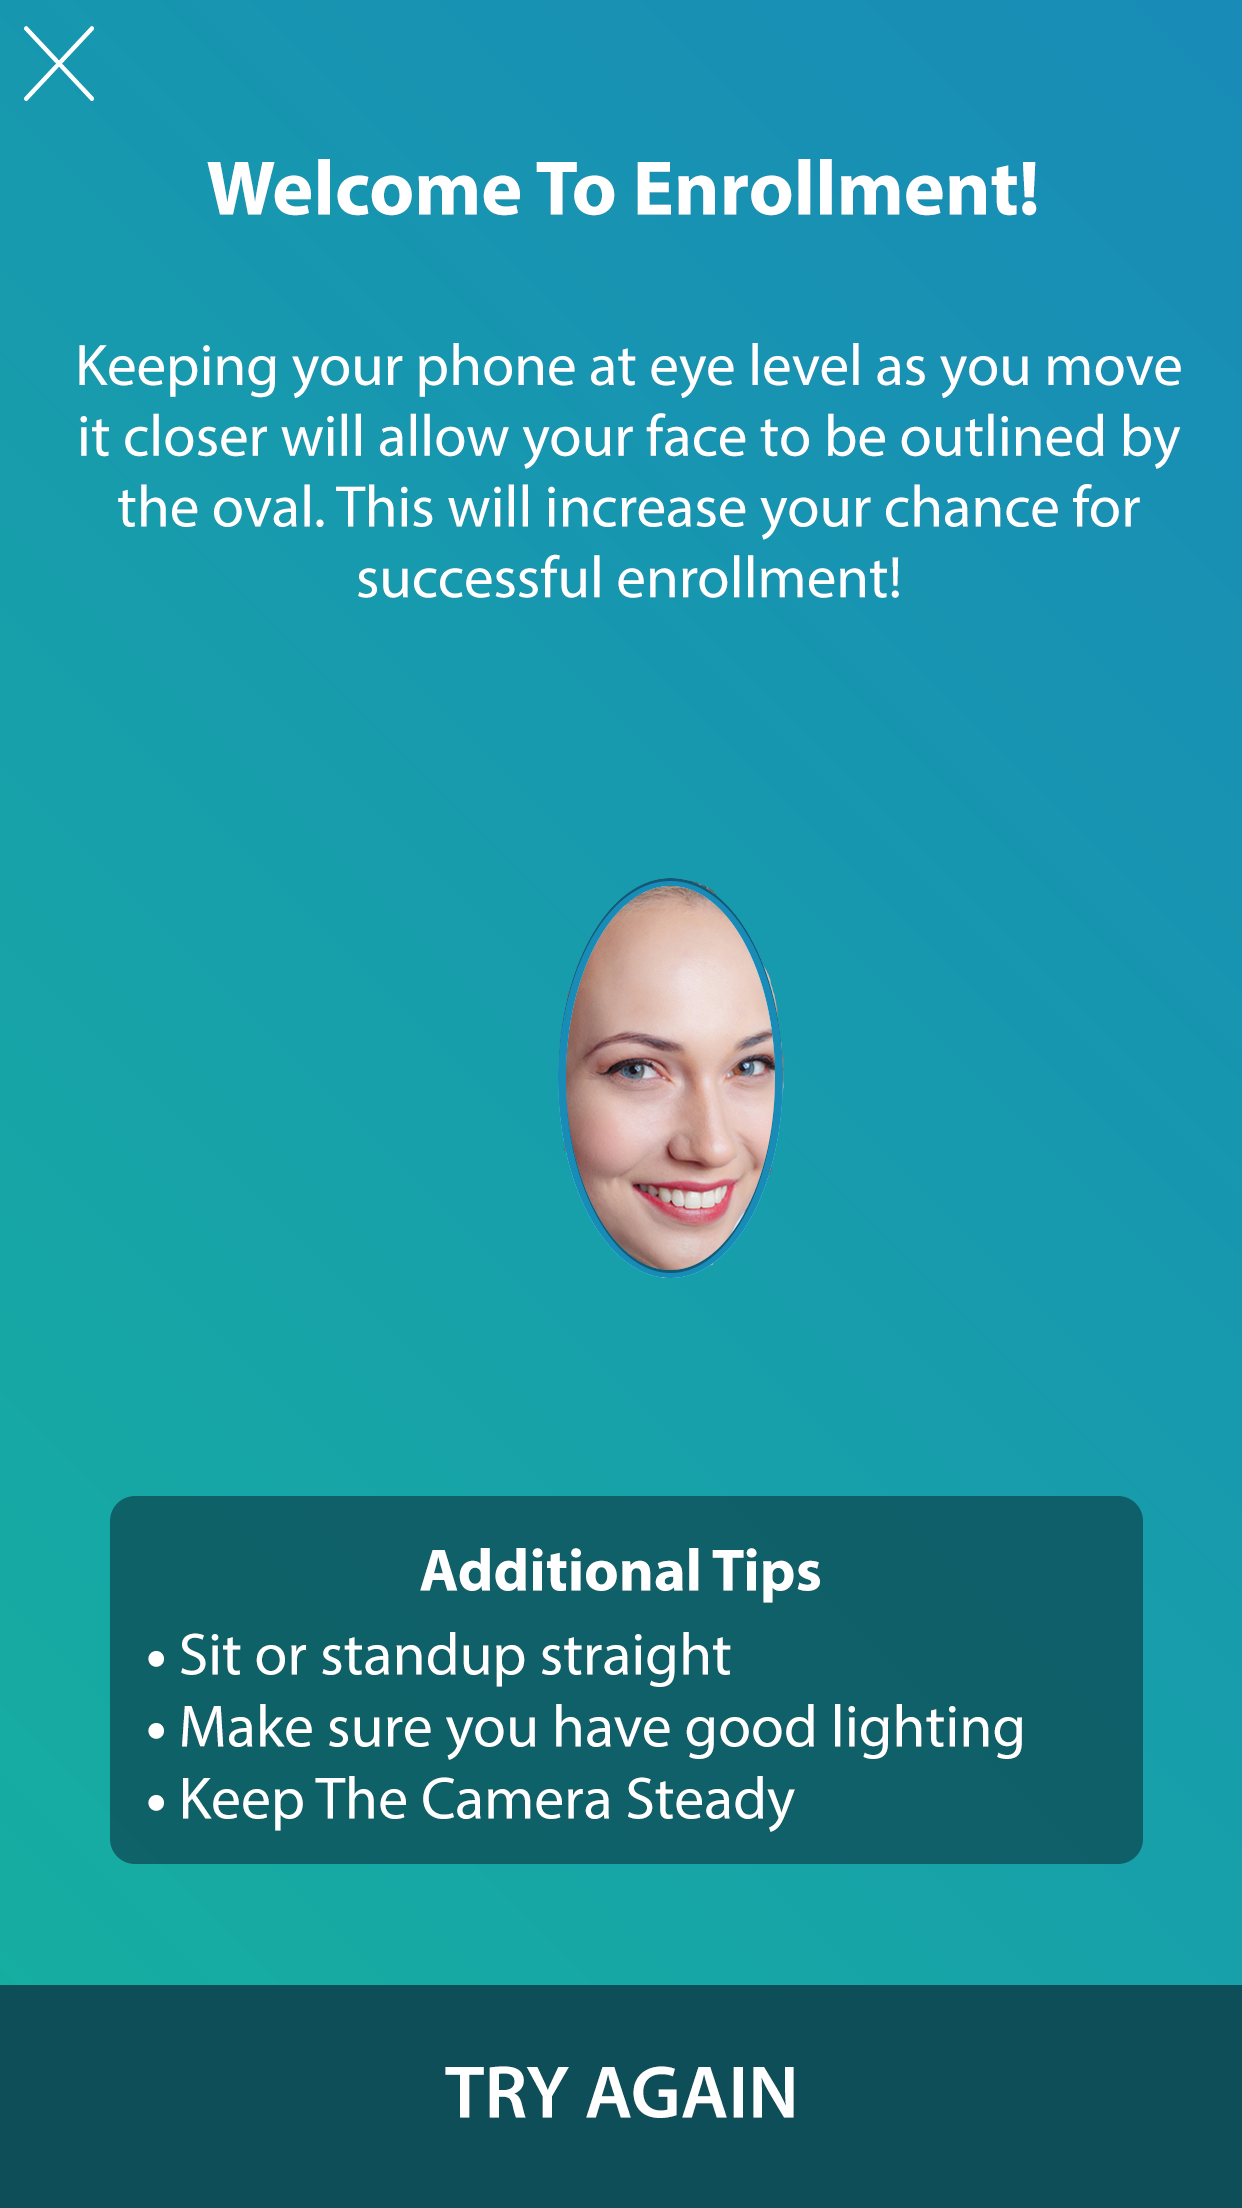 Welcome To Enrollment!
Keeping your phone at eye level as you move
it closer will allow your face to be outlined by
the oval. This will increase your chance for
successful enrollment!
Additional Tips
• Sit or standup straight
• Make sure you have good lighting
• Keep The Camera Steady
TRY AGAIN